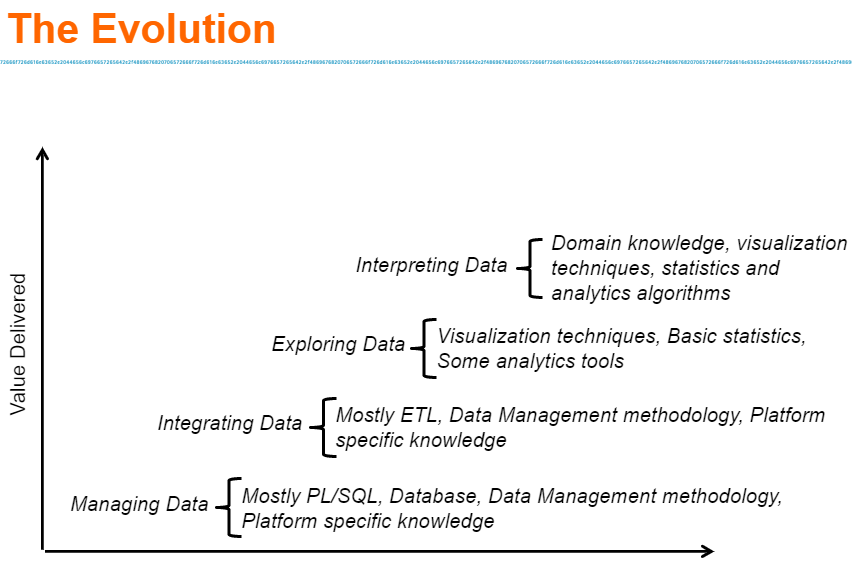 The Evolution
Interpreting Data
Domain knowledge, visualization
techniques, statistics and
analytics algorithms
Exploring Data
Visualization techniques, Basic statistics,
Some analytics tools
Integrating Data
Mostly ETL, Data Management methodology, Platform
specific knowledge
Managing Data
Mostly PL/SQL, Database, Data Management methodology,
Platform specific knowledge
Value Delivered